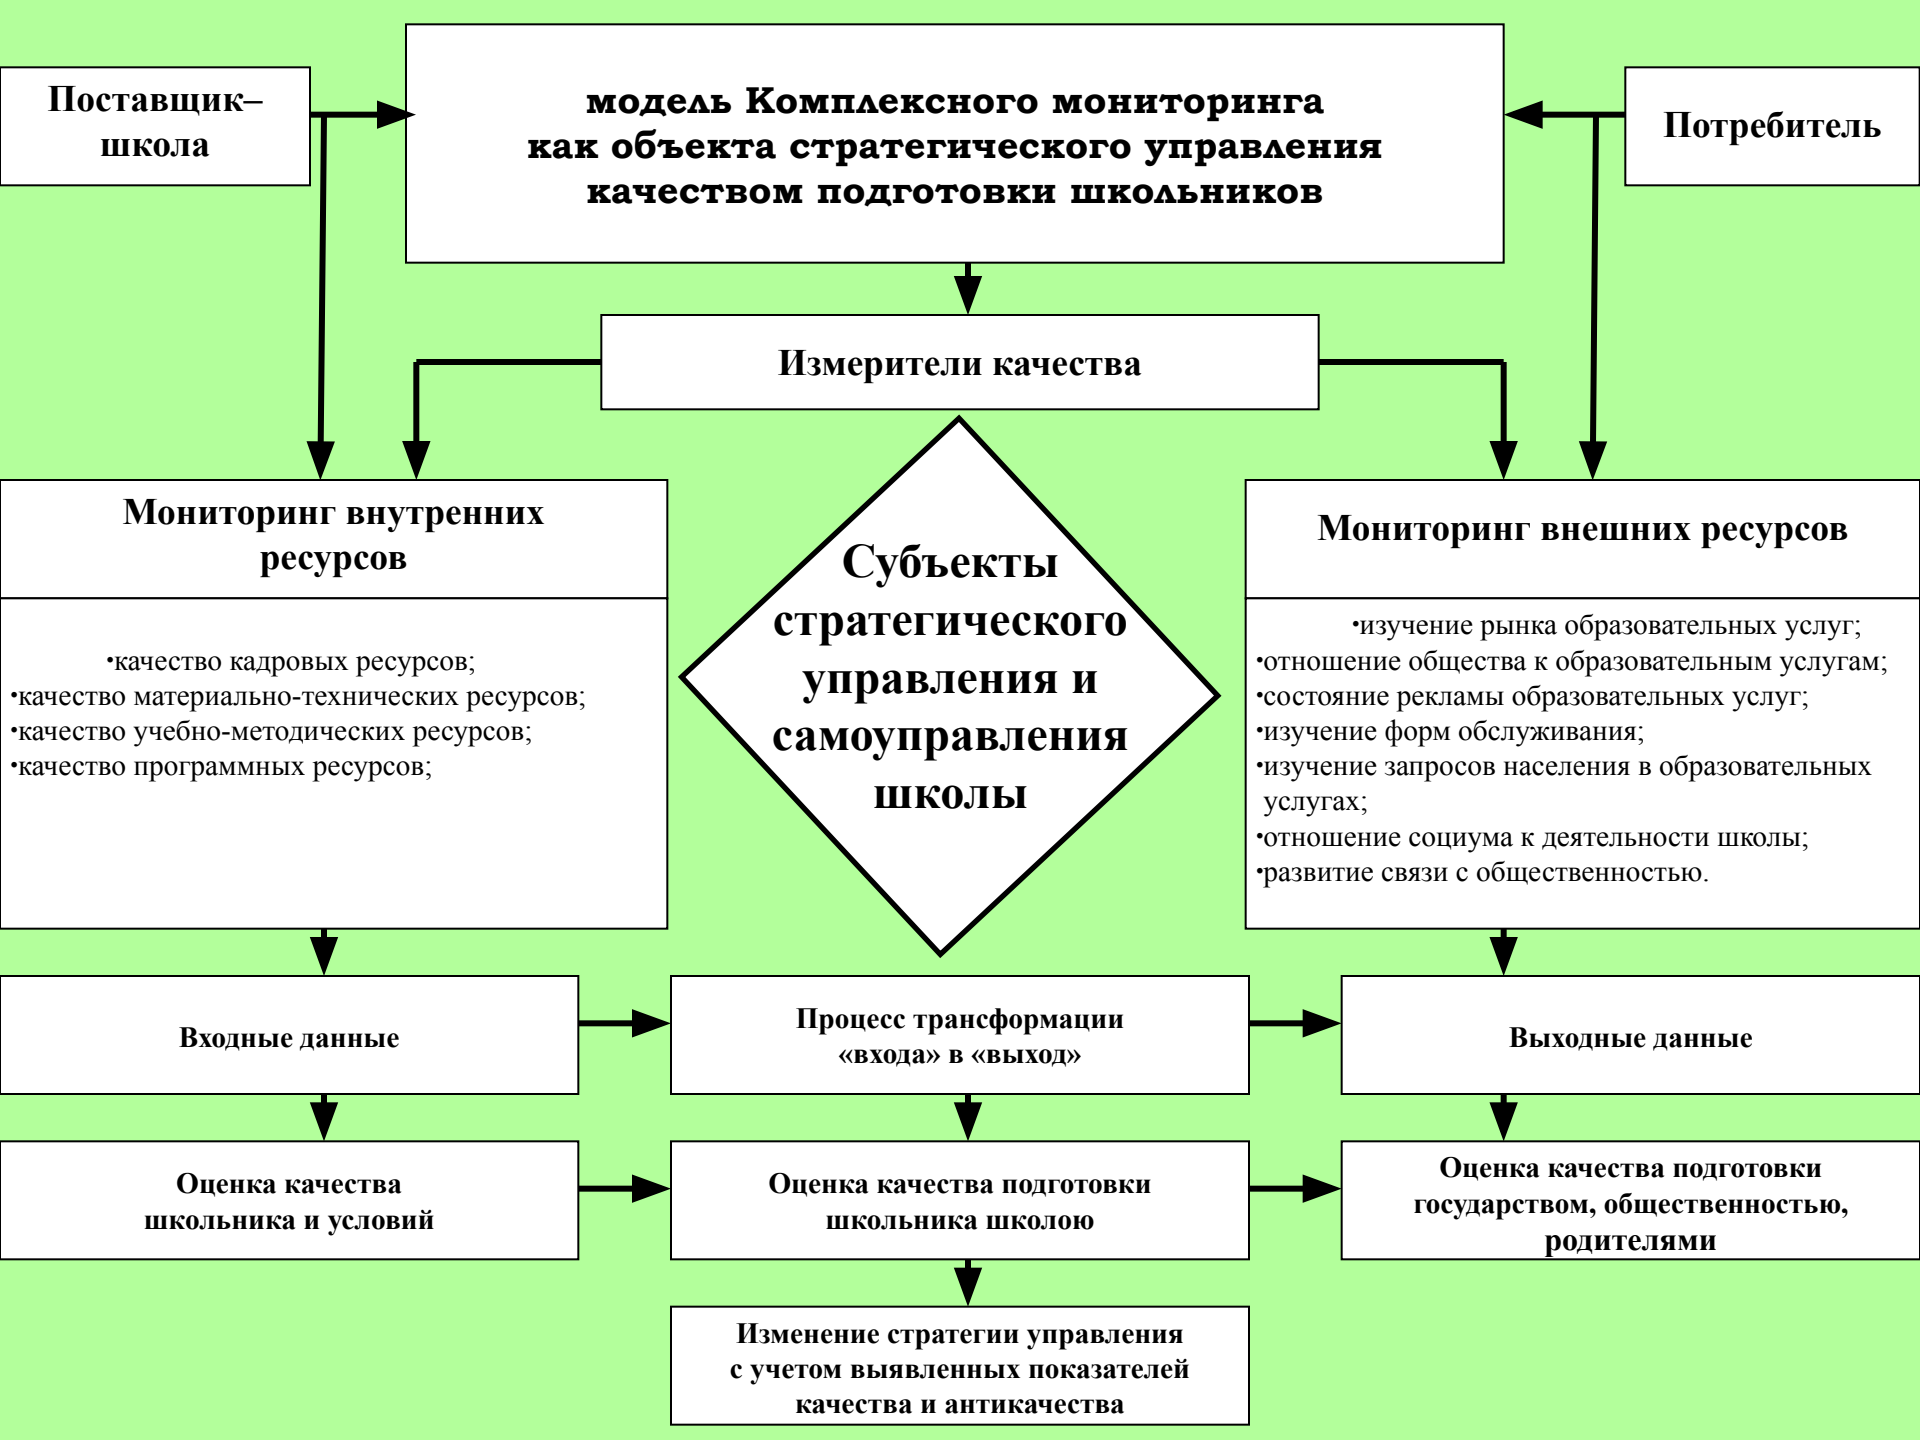 Поставщик–
школа
модель Комплексного мониторинга
как объекта стратегического управления
качеством подготовки школьников
Потребитель
Измерители качества
Мониторинг внутренних
ресурсов
•качество кадровых ресурсов;
•качество материально-технических ресурсов;
•качество учебно-методических ресурсов;
•качество программных ресурсов;
Субъекты
стратегического
управления и
самоуправления
школы
Мониторинг внешних ресурсов
•изучение рынка образовательных услуг;
•отношение общества к образовательным услугам;
•состояние рекламы образовательных услуг;
•изучение форм обслуживания;
•изучение запросов населения в образовательных
услугах;
•отношение социума к деятельности школы;
•развитие связи с общественностью.
Входные данные
Процесс трансформации
«входа» в «выход»
Выходные данные
Оценка качества
школьника и условий
Оценка качества подготовки
школьника школою
Оценка качества подготовки
государством, общественностью,
родителями
Изменение стратегии управления
с учетом выявленных показателей
качества и антикачества